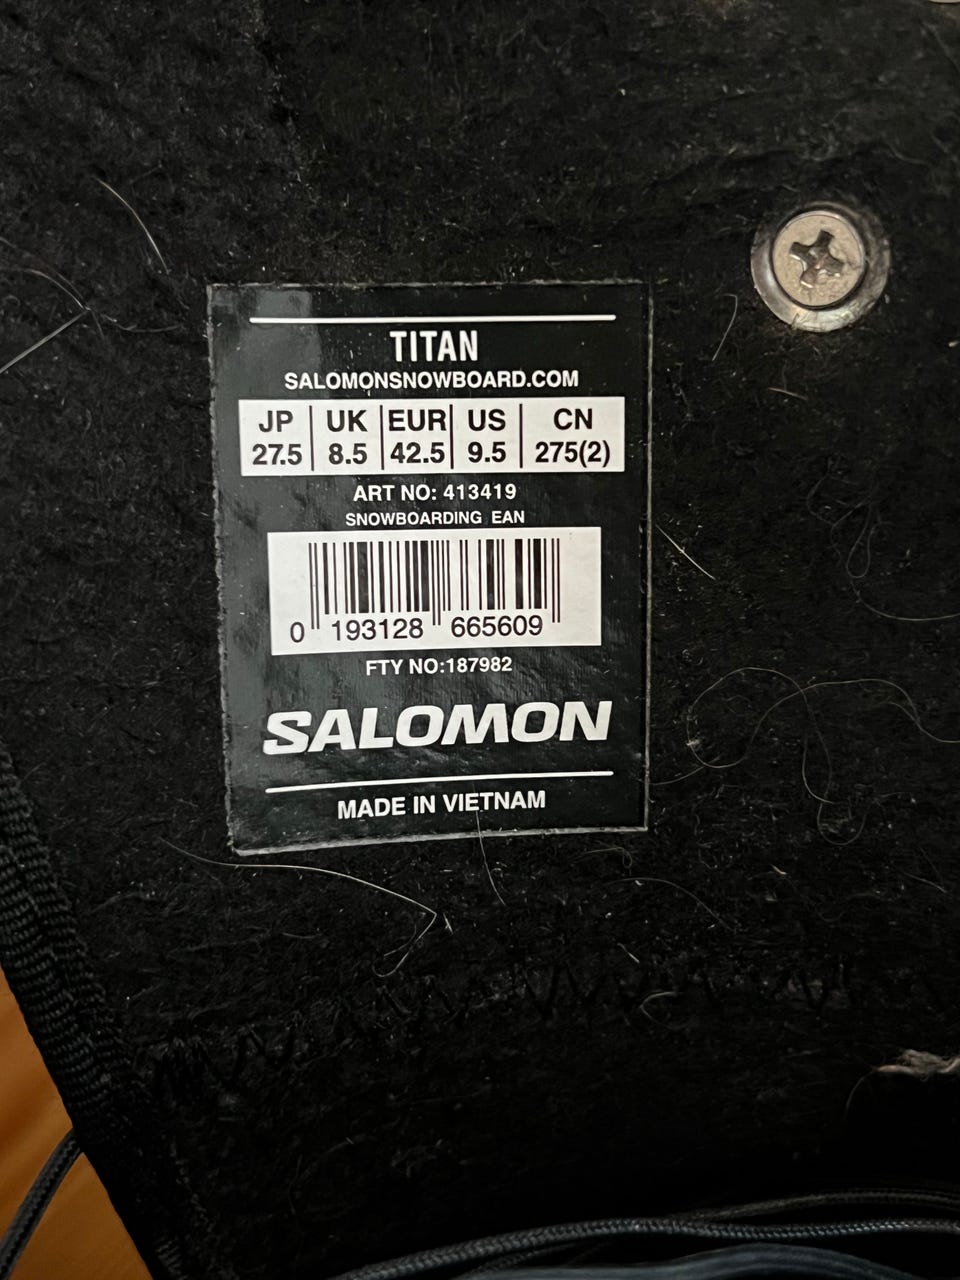 TITAN
SALOMONSNOWBOARD.COM
JP UK EUR US CN
27.5 8.5 42.5 9.5 275(2)
ART NO: 413419
SNOWBOARDING EAN
0 193128 665609
FTY NO:187982
SALOMON
MADE IN VIETNAM